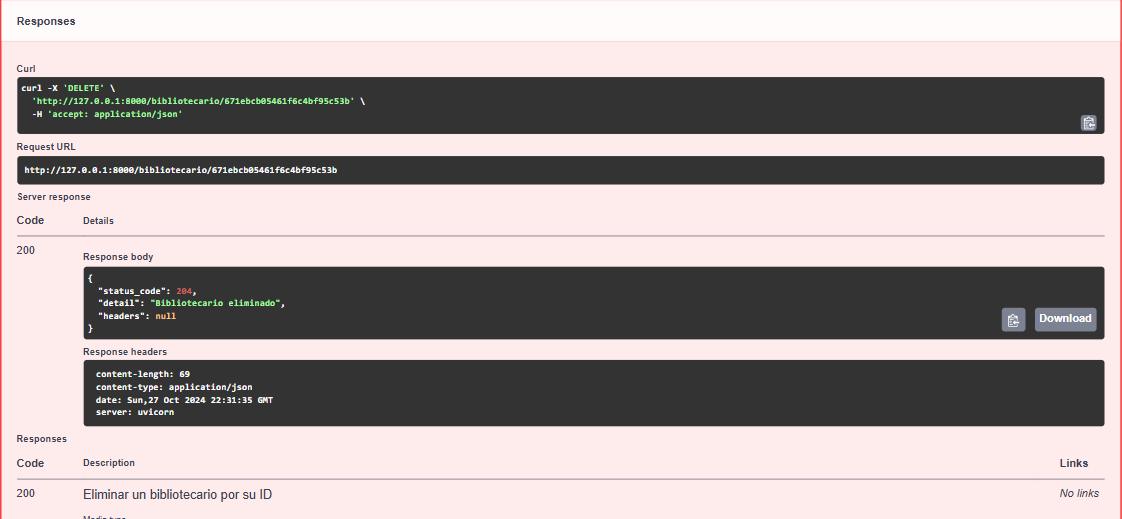 Responses
Curl
curl -X 'DELETE' \
  'http://127.0.0.1:8000/bibliotecario/671ebcb05461f6c4bf95c53b' \
  -H 'accept: application/json'
Request URL
http://127.0.0.1:8000/bibliotecario/671ebcb05461f6c4bf95c53b
Server response
Code Details
200
Response body
{
  "status_code": 204,
  "detail": "Bibliotecario eliminado",
  "headers": null
}
Download
Response headers
content-length: 69
content-type: application/json
date: Sun,27 Oct 2024 22:31:35 GMT
server: uvicorn
Responses
Code Description Links
200 Eliminar un bibliotecario por su ID No links
Media type